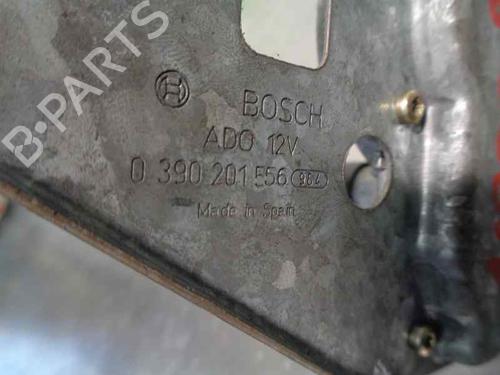 B-PARTS
BOSCH
ADO 12V
0 390 201 556 964
Made in Spain